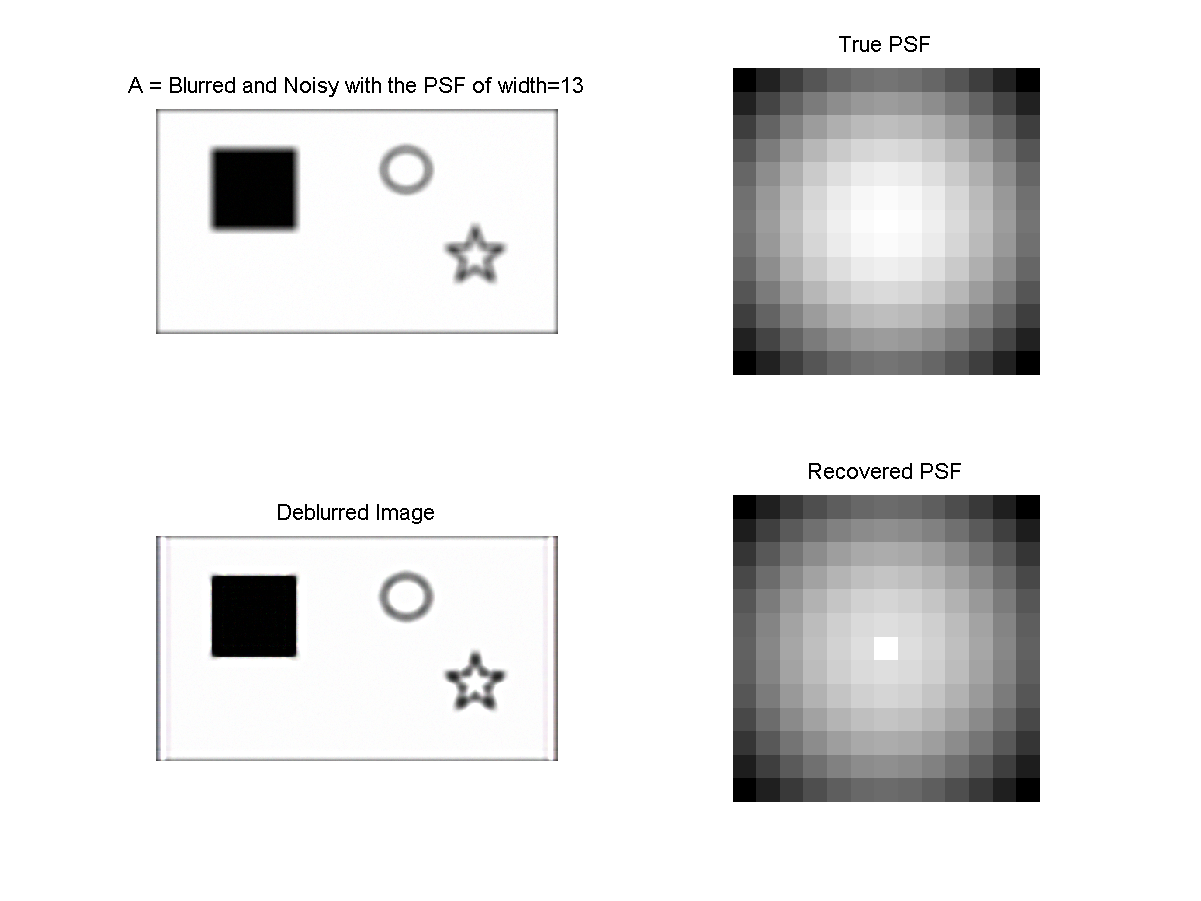 A = Blurred and Noisy with the PSF of width=13
True PSF
Deblurred Image
Recovered PSF